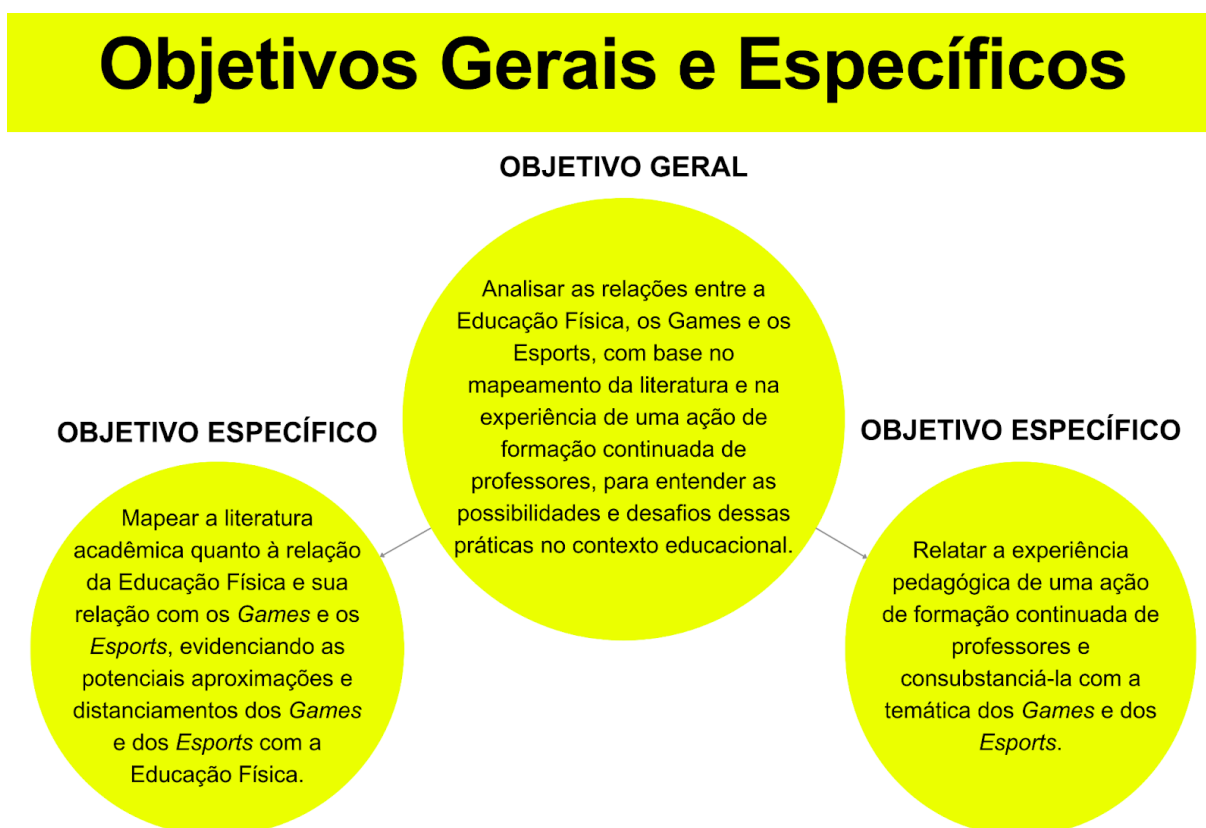 Objetivos Gerais e Específicos
OBJETIVO GERAL
Analisar as relações entre a
Educação Física, os Games e os
Esports, com base no
mapeamento da literatura e na
experiência de uma ação de
formação continuada de
professores, para entender as
possibilidades e desafios dessas
práticas no contexto educacional.
OBJETIVO ESPECÍFICO
Mapear a literatura
acadêmica quanto à relação
da Educação Física e sua
relação com os Games e os
Esports, evidenciando as
potenciais aproximações e
distanciamentos dos Games
e dos Esports com a
Educação Física.
OBJETIVO ESPECÍFICO
Relatar a experiência
pedagógica de uma ação
de formação continuada de
professores e
consubstanciá-la com a
temática dos Games e dos
Esports.